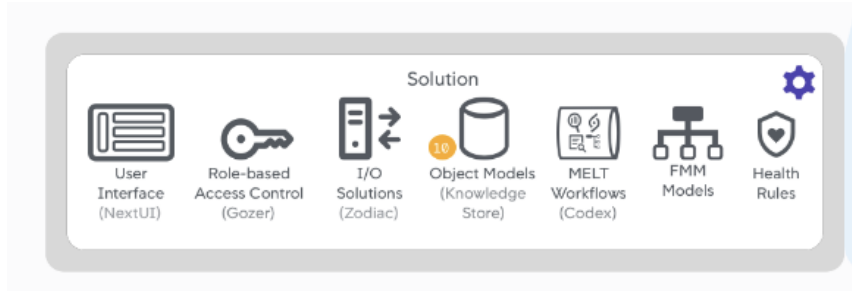 Solution
10
User
Interface
(NextUI)
Role-based
Access Control
(Gozer)
I/O
Solutions
(Zodiac)
Object Models
(Knowledge
Store)
MELT
Workflows
(Codex)
FMM
Models
Health
Rules